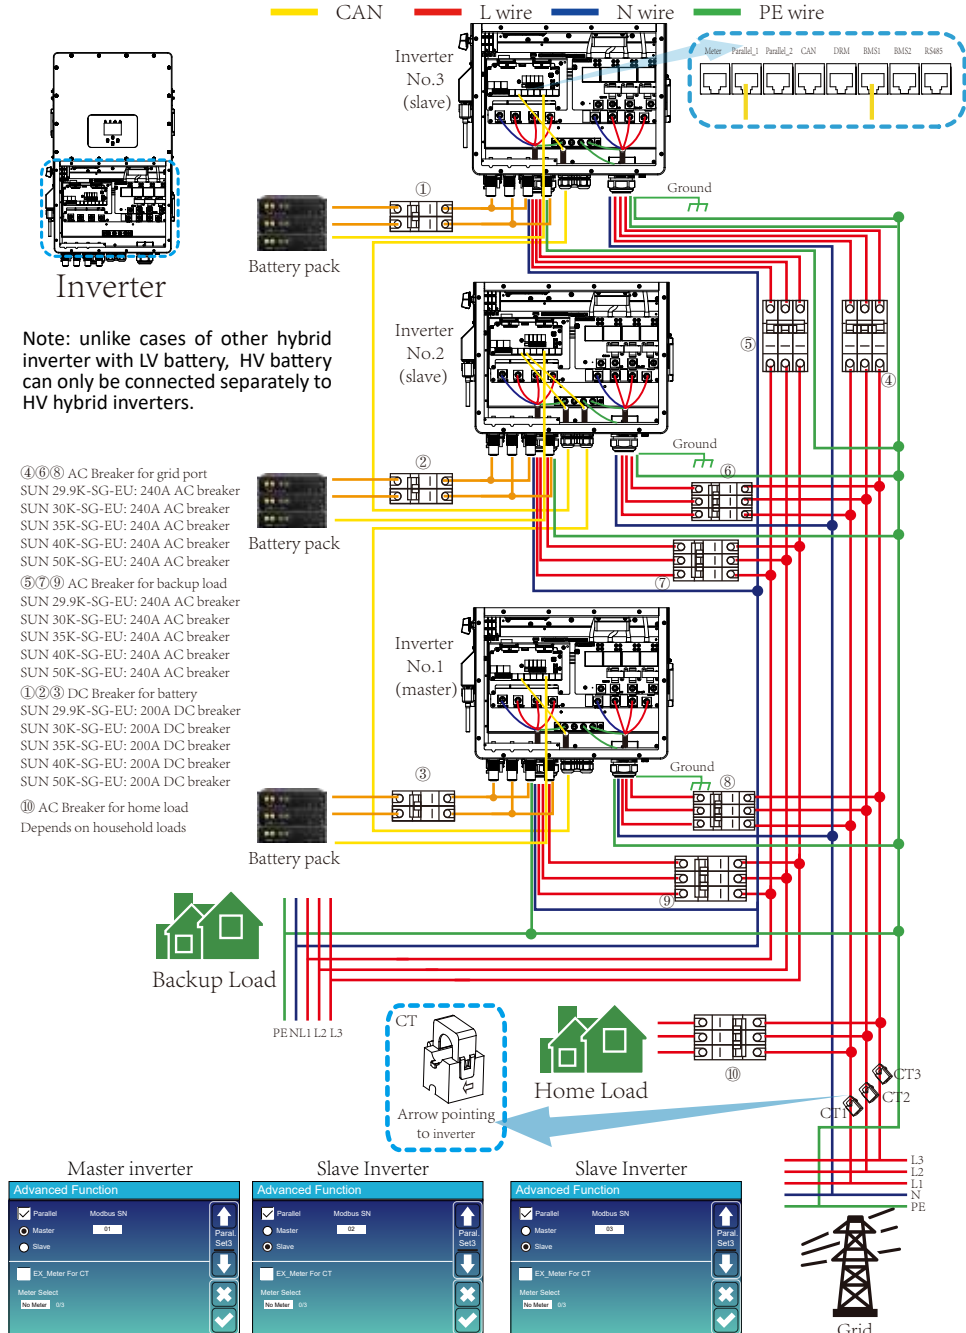 CAN
L wire
N wire
PE wire
Inverter
No.3
(slave)
Meter
Parallel_1
Parallel_2
CAN
DRM
BMS1
BMS2
RS485
①
Ground
Battery pack
Inverter
Note: unlike cases of other hybrid
inverter with LV battery, HV battery
can only be connected separately to
HV hybrid inverters.
Inverter
No.2
(slave)
⑤
④
②
Ground
⑥
Battery pack
⑦
④⑥⑧ AC Breaker for grid port
SUN 29.9K-SG-EU: 240A AC breaker
SUN 30K-SG-EU: 240A AC breaker
SUN 35K-SG-EU: 240A AC breaker
SUN 40K-SG-EU: 240A AC breaker
SUN 50K-SG-EU: 240A AC breaker
⑤⑦⑨ AC Breaker for backup load
SUN 29.9K-SG-EU: 240A AC breaker
SUN 30K-SG-EU: 240A AC breaker
SUN 35K-SG-EU: 240A AC breaker
SUN 40K-SG-EU: 240A AC breaker
SUN 50K-SG-EU: 240A AC breaker
①②③ DC Breaker for battery
SUN 29.9K-SG-EU: 200A DC breaker
SUN 30K-SG-EU: 200A DC breaker
SUN 35K-SG-EU: 200A DC breaker
SUN 40K-SG-EU: 200A DC breaker
SUN 50K-SG-EU: 200A DC breaker
⑩ AC Breaker for home load
Depends on household loads
Inverter
No.1
(master)
③
Ground
⑧
Battery pack
⑨
Backup Load
PE N L1 L2 L3
CT
Arrow pointing
to inverter
Home Load
⑩
CT3
CT2
CT1
L3
L2
L1
N
PE
Grid
Master inverter
Advanced Function
Parallel
Modbus SN
Master
01
Slave
Paral.
Set3
EX_Meter For CT
Meter Select
No Meter 0/3
Slave Inverter
Advanced Function
Parallel
Modbus SN
Master
02
Slave
Paral.
Set3
EX_Meter For CT
Meter Select
No Meter 0/3
Slave Inverter
Advanced Function
Parallel
Modbus SN
Master
03
Slave
Paral.
Set3
EX_Meter For CT
Meter Select
No Meter 0/3